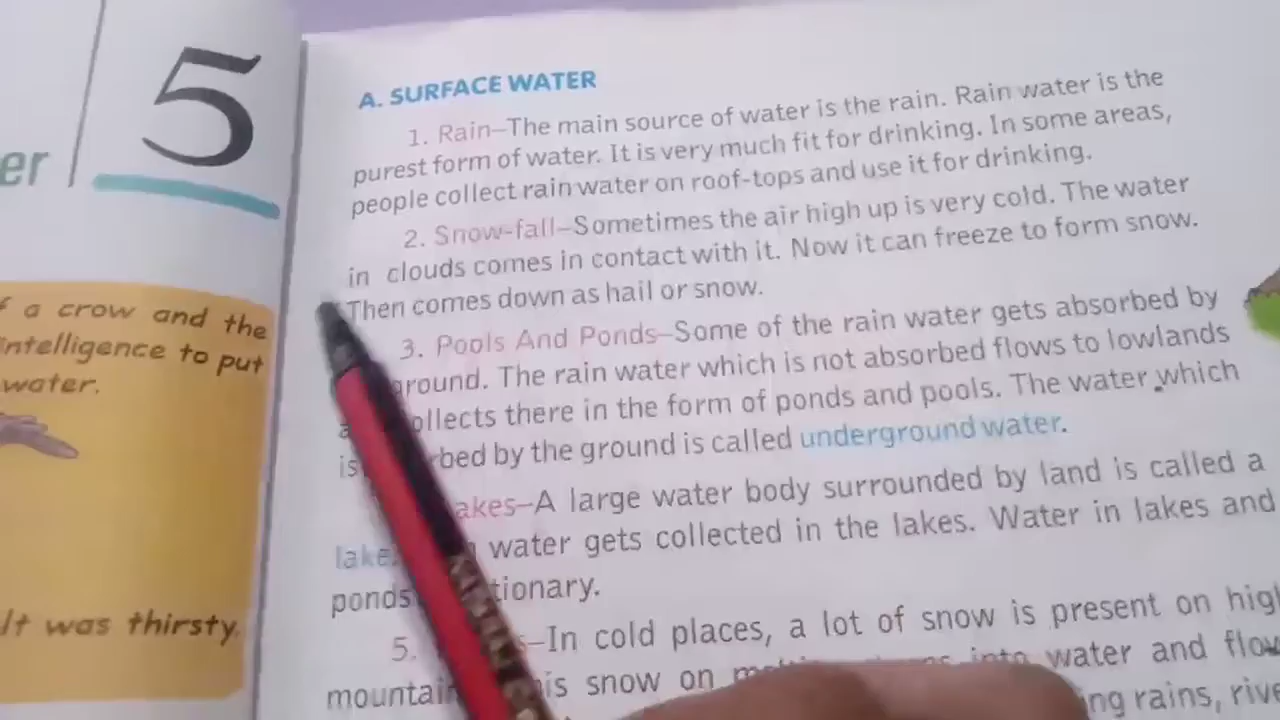 er
5
f a crow and the
intelligence to put
water.
It was thirsty.
A. SURFACE WATER
1. Rain–The main source of water is the rain. Rain water is the
purest form of water. It is very much fit for drinking. In some areas,
people collect rain water on roof-tops and use it for drinking.
2. Snow-fall–Sometimes the air high up is very cold. The water
in clouds comes in contact with it. Now it can freeze to form snow.
Then comes down as hail or snow.
3. Pools And Ponds–Some of the rain water gets absorbed by
ground. The rain water which is not absorbed flows to lowlands
ollects there in the form of ponds and pools. The water which
is rbed by the ground is called underground water.
akes–A large water body surrounded by land is called a
lake. water gets collected in the lakes. Water in lakes and
ponds tionary.
5. –In cold places, a lot of snow is present on high
mountain his snow on into water and flow
ing rains, rive